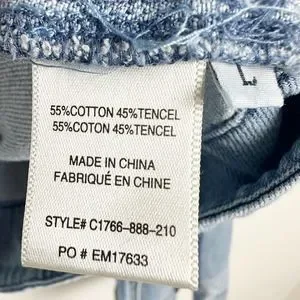 L
55%COTTON 45%TENCEL
55%COTON 45%TENCEL
MADE IN CHINA
FABRIQUÉ EN CHINE
STYLE# C1766-888-210
PO # EM17633